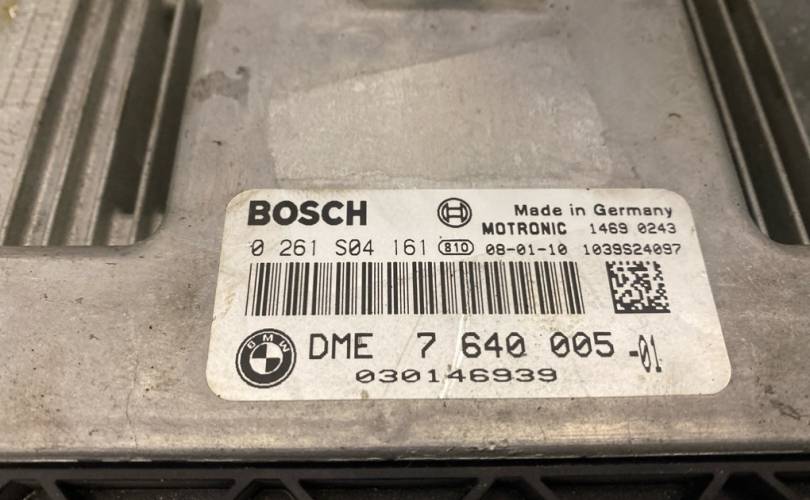 BOSCH
Made in Germany
MOTRONIC 1469 0243
0 261 S04 161 810 08-01-10 1039S24097
BMW
DME 7 640 005 -01
030146939